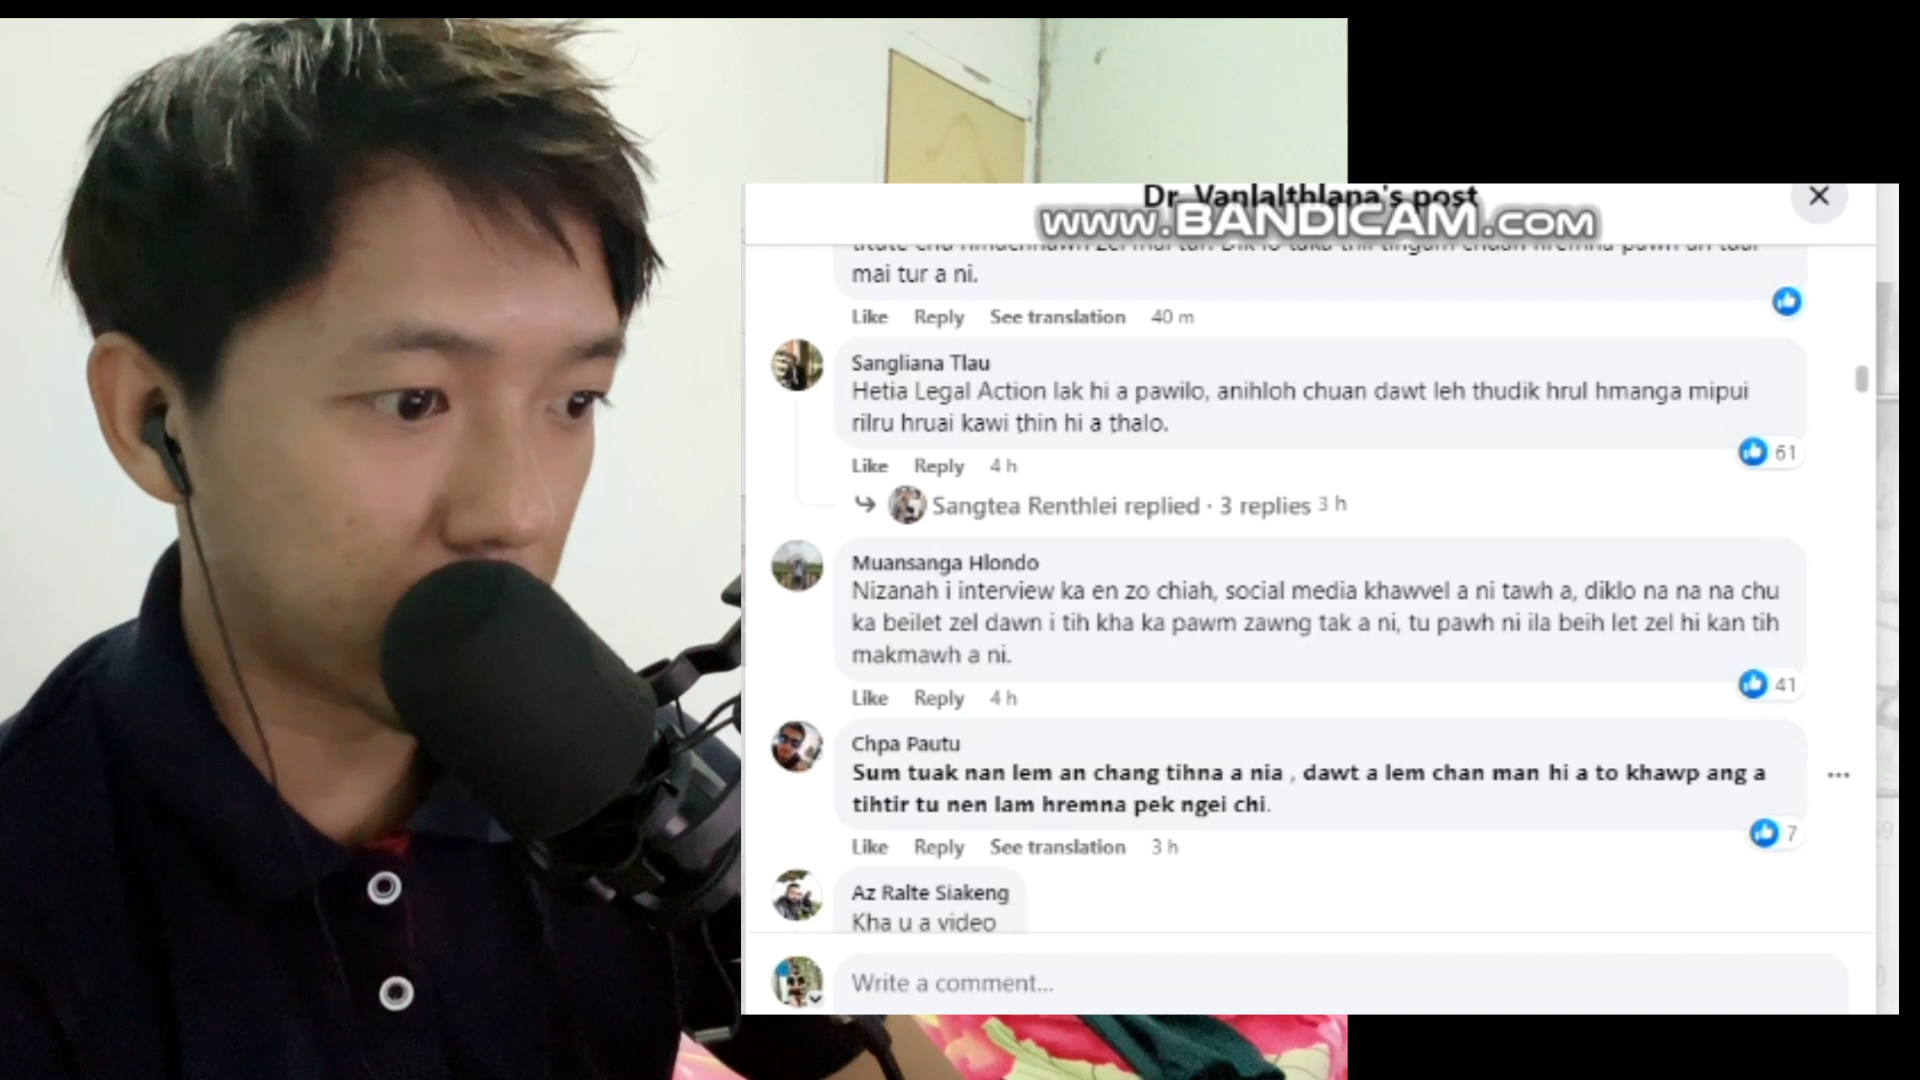 Dr. Vanlalthlana's post
www.BANDICAM.com
mai tur a ni.
Like Reply See translation 40 m
Sangliana Tlau
Hetia Legal Action lak hi a pawilo, anihloh chuan dawt leh thudik hrul hmanga mipui
rilru hruai kawi ṭhin hi a ṭhalo.
61
Like Reply 4 h
Sangtea Renthlei replied · 3 replies 3 h
Muansanga Hlondo
Nizanah i interview ka en zo chiah, social media khawvel a ni tawh a, diklo na na na chu
ka beilet zel dawn i tih kha ka pawm zawng tak a ni, tu pawh ni ila beih let zel hi kan tih
makmawh a ni.
41
Like Reply 4 h
Chpa Pautu
Sum tuak nan lem an chang tihna a nia , dawt a lem chan man hi a to khawp ang a
tihtir tu nen lam hremna pek ngei chi.
7
Like Reply See translation 3 h
Az Ralte Siakeng
Kha u a video
Write a comment...